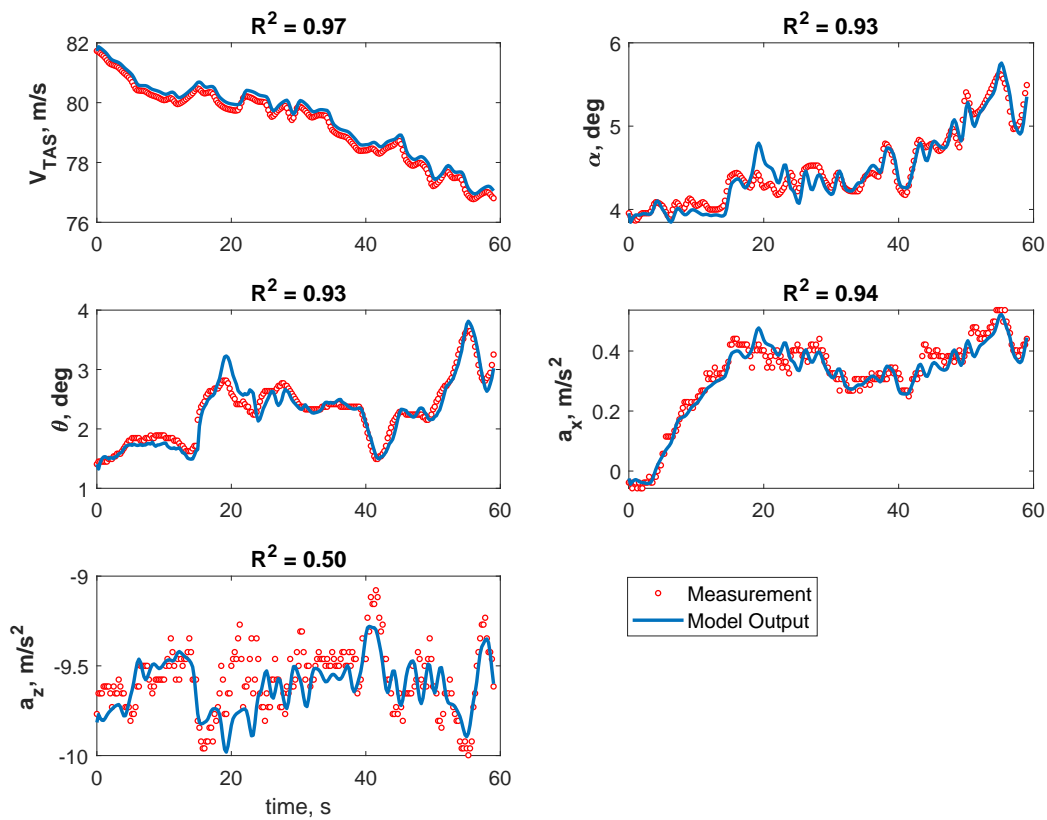 R² = 0.97
82
80
78
76
V_TAS, m/s
0
20
40
60
R² = 0.93
6
5
4
α, deg
0
20
40
60
R² = 0.93
4
3
2
1
θ, deg
0
20
40
60
R² = 0.94
0.4
0.2
0
a_x, m/s²
0
20
40
60
R² = 0.50
-9
-9.5
-10
a_z, m/s²
0
20
40
60
time, s
Measurement
Model Output